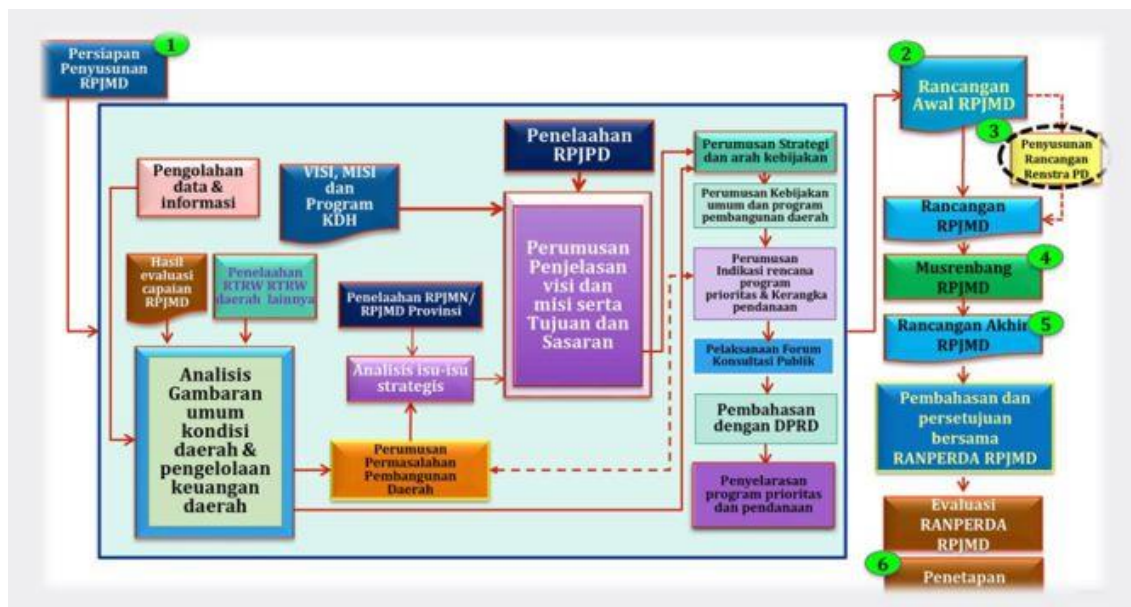 Persiapan
Penyusunan
RPJMD
1
Pengolahan
data &
informasi
VISI, MISI
dan
Program
KDH
Penelaahan
RPJPD
Hasil
evaluasi
capaian
RPJMD
Penelaahan
RTRW RTRW
daerah lainnya
Penelaahan RPJMN/
RPJMD Provinsi
Perumusan
Penjelasan
visi dan
misi serta
Tujuan dan
Sasaran
Analisis isu-isu
strategis
Analisis
Gambaran
umum
kondisi
daerah &
pengelolaan
keuangan
daerah
Perumusan
Permasalahan
Pembangunan
Daerah
Perumusan Strategi
dan arah kebijakan
Perumusan Kebijakan
umum dan program
pembangunan daerah
Perumusan
Indikasi rencana
program
prioritas & Kerangka
pendanaan
Pelaksanaan Forum
Konsultasi Publik
Pembahasan
dengan DPRD
Penyelarasan
program prioritas
dan pendanaan
2
Rancangan
Awal RPJMD
3
Penyusunan
Rancangan
Renstra PD
Rancangan
RPJMD
4
Musrenbang
RPJMD
5
Rancangan Akhir
RPJMD
Pembahasan dan
persetujuan
bersama
RANPERDA RPJMD
Evaluasi
RANPERDA
RPJMD
6
Penetapan